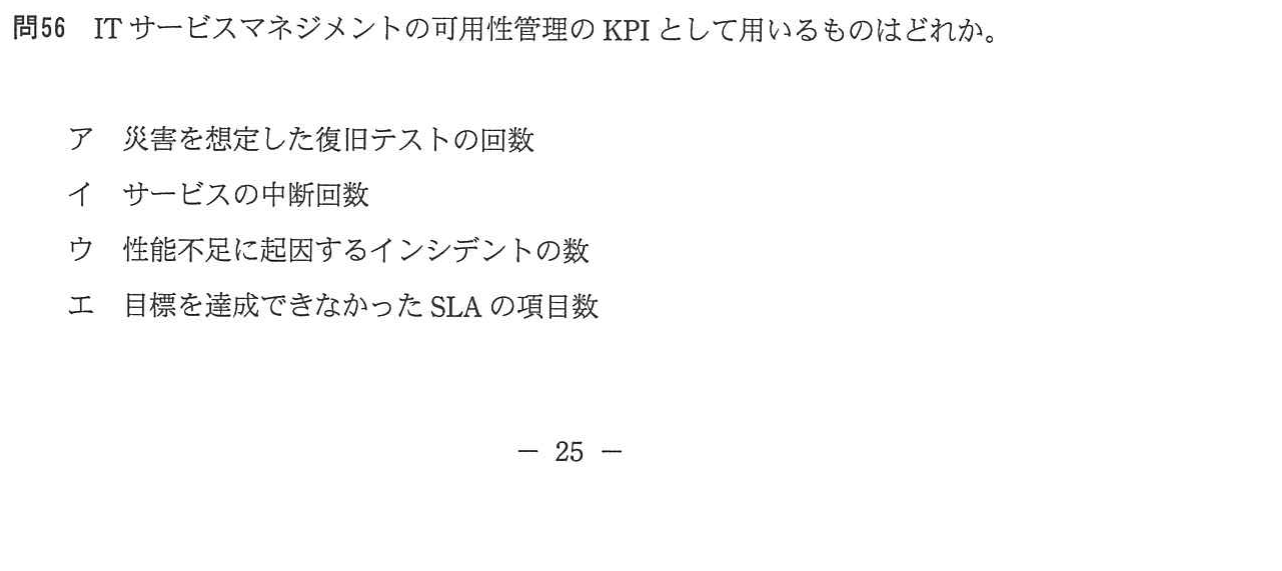 問56 IT サービスマネジメントの可用性管理の KPI として用いるものはどれか。
ア 災害を想定した復旧テストの回数
イ サービスの中断回数
ウ 性能不足に起因するインシデントの数
エ 目標を達成できなかった SLA の項目数
― 25 ―